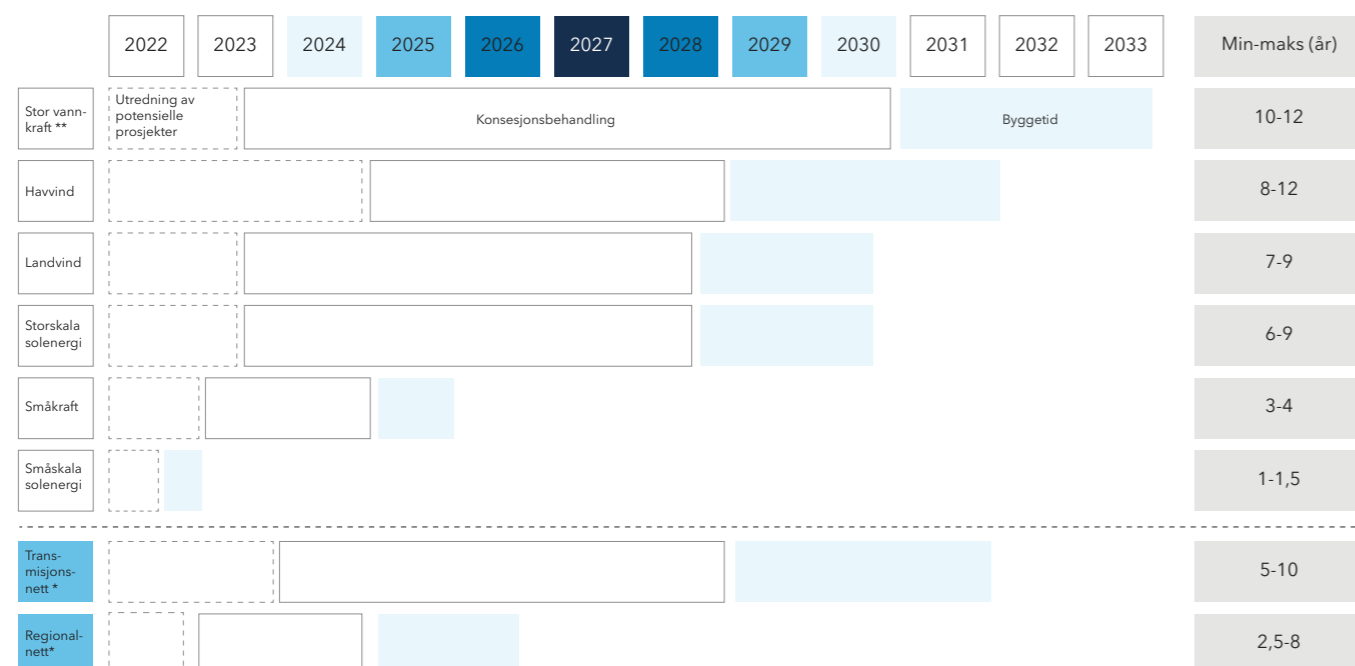 2022 2023 2024 2025 2026 2027 2028 2029 2030 2031 2032 2033 Min-maks (år)
Stor vann-
kraft **
Utredning av
potensielle
prosjekter
Konsesjonsbehandling
Byggetid
10-12
Havvind
8-12
Landvind
7-9
Storskala
solenergi
6-9
Småkraft
3-4
Småskala
solenergi
1-1,5
Trans-
misjons-
nett *
5-10
Regional-
nett*
2,5-8